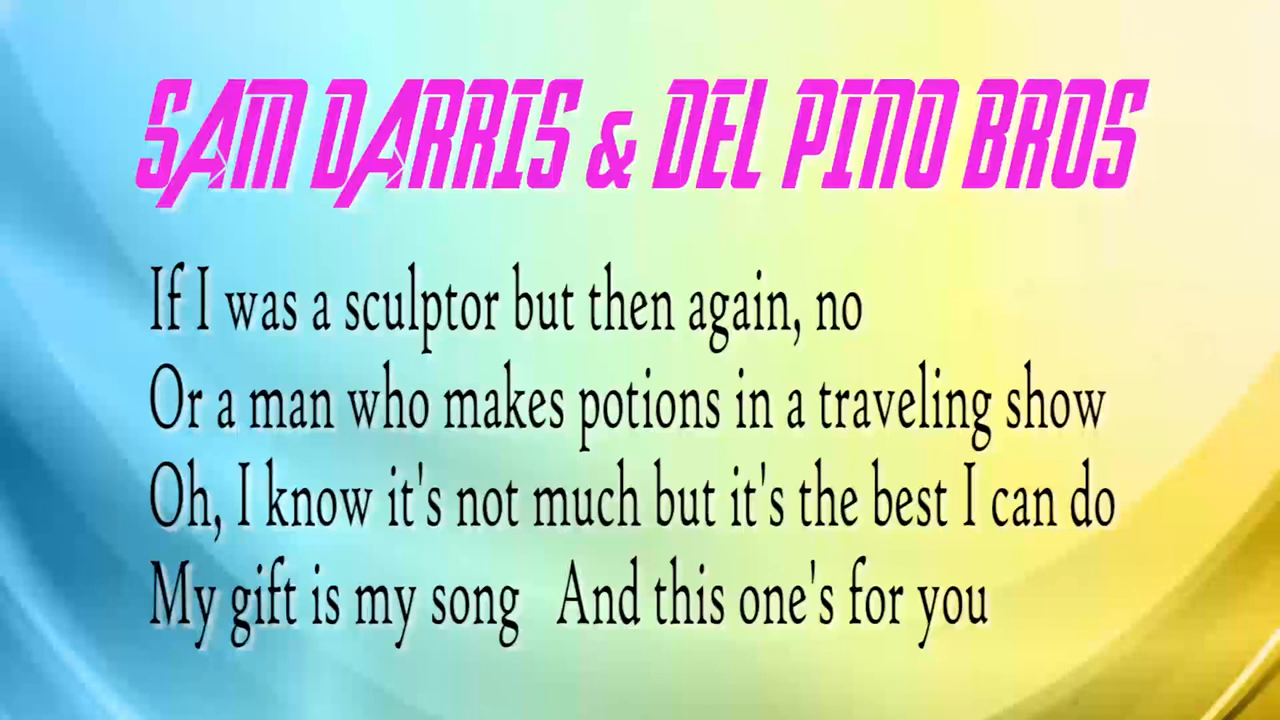 SAM DARRIS & DEL PINO BROS
If I was a sculptor but then again, no
Or a man who makes potions in a traveling show
Oh, I know it's not much but it's the best I can do
My gift is my song   And this one's for you